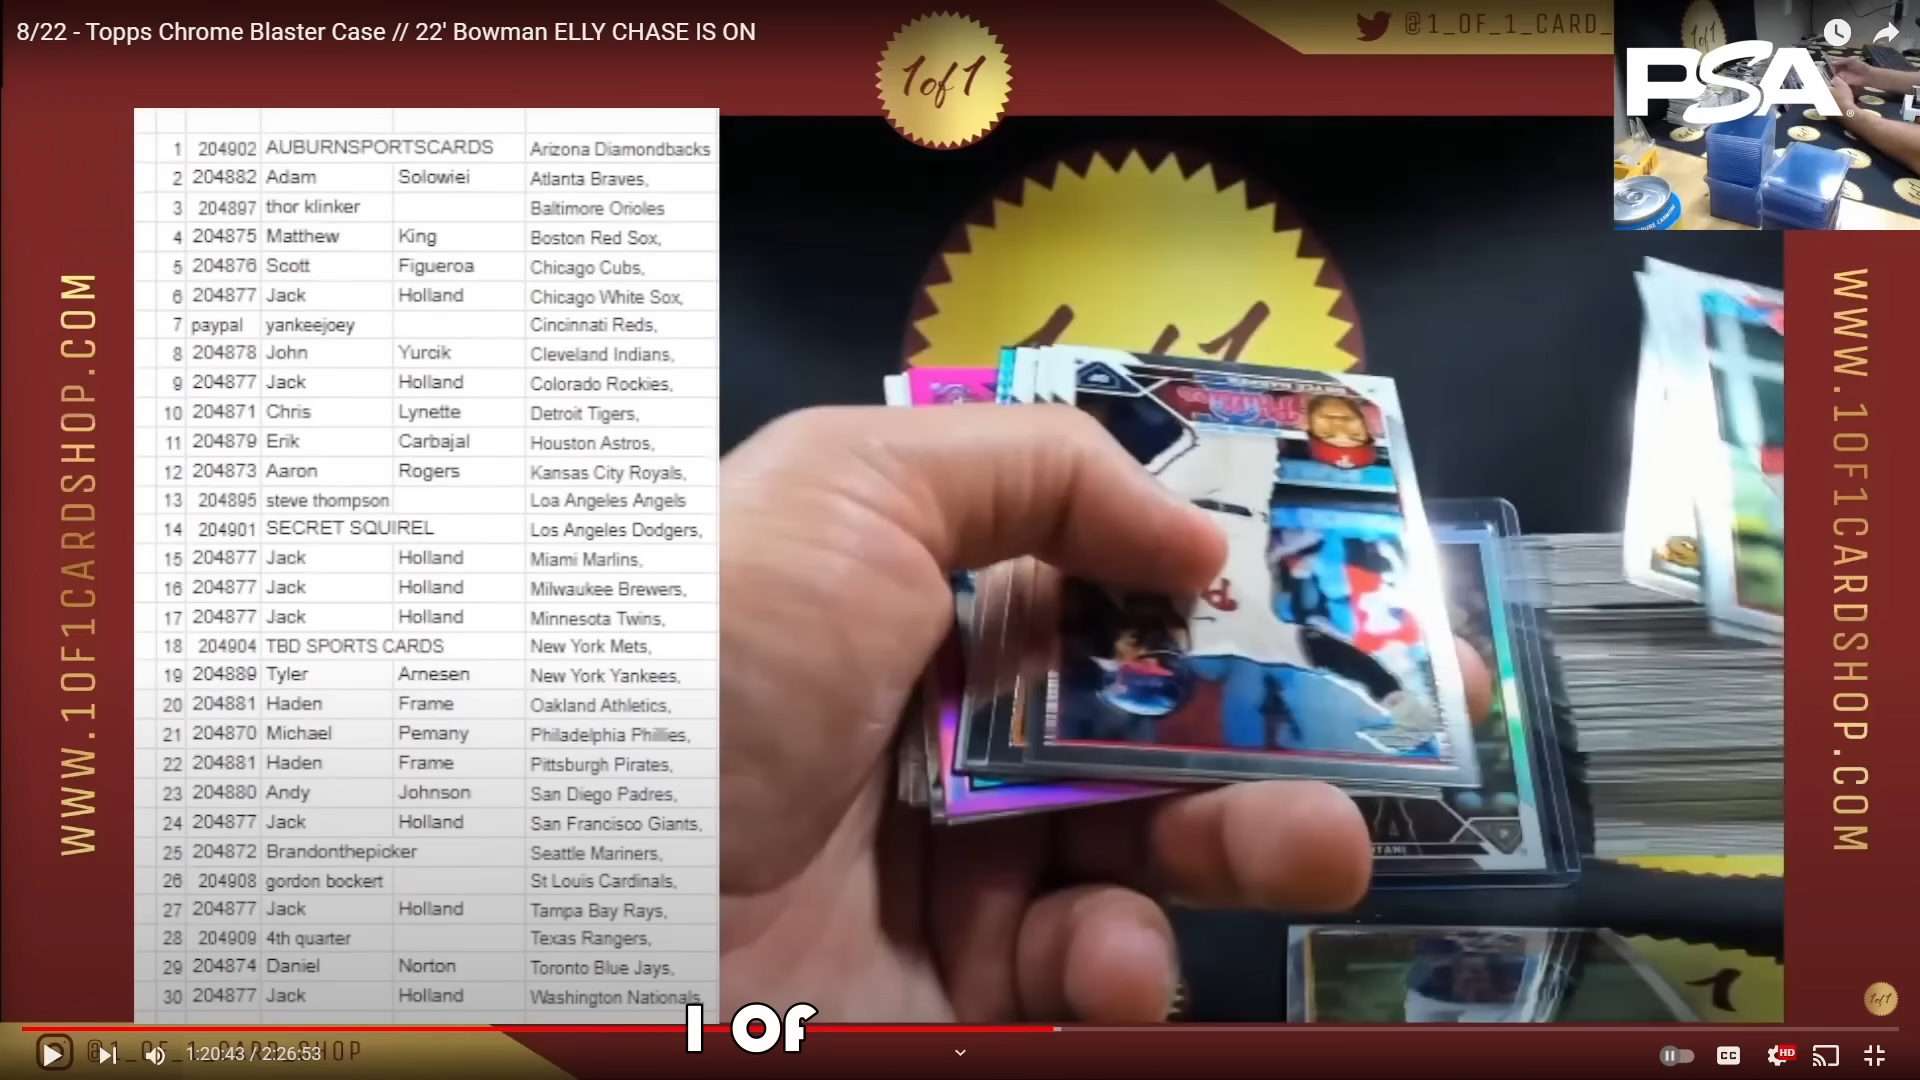 8/22 - Topps Chrome Blaster Case // 22' Bowman ELLY CHASE IS ON
@1_OF_1_CARD_
1of1
PSA
WWW.1OF1CARDSHOP.COM
1 204902 AUBURNSPORTSCARDS Arizona Diamondbacks
2 204882 Adam Solowiei Atlanta Braves,
3 204897 thor klinker Baltimore Orioles
4 204875 Matthew King Boston Red Sox,
5 204876 Scott Figueroa Chicago Cubs,
6 204877 Jack Holland Chicago White Sox,
7 paypal yankeejoey Cincinnati Reds,
8 204878 John Yurcik Cleveland Indians,
9 204877 Jack Holland Colorado Rockies,
10 204871 Chris Lynette Detroit Tigers,
11 204879 Erik Carbajal Houston Astros,
12 204873 Aaron Rogers Kansas City Royals,
13 204895 steve thompson Loa Angeles Angels
14 204901 SECRET SQUIREL Los Angeles Dodgers,
15 204877 Jack Holland Miami Marlins,
16 204877 Jack Holland Milwaukee Brewers,
17 204877 Jack Holland Minnesota Twins,
18 204904 TBD SPORTS CARDS New York Mets,
19 204889 Tyler Arnesen New York Yankees,
20 204881 Haden Frame Oakland Athletics,
21 204870 Michael Pemany Philadelphia Phillies,
22 204881 Haden Frame Pittsburgh Pirates,
23 204880 Andy Johnson San Diego Padres,
24 204877 Jack Holland San Francisco Giants,
25 204872 Brandonthepicker Seattle Mariners,
26 204908 gordon bockert St Louis Cardinals,
27 204877 Jack Holland Tampa Bay Rays,
28 204909 4th quarter Texas Rangers,
29 204874 Daniel Norton Toronto Blue Jays,
30 204877 Jack Holland Washington Nationals
WWW.1OF1CARDSHOP.COM
1 OF
1of1
1:20:43 / 2:26:53
CC
HD